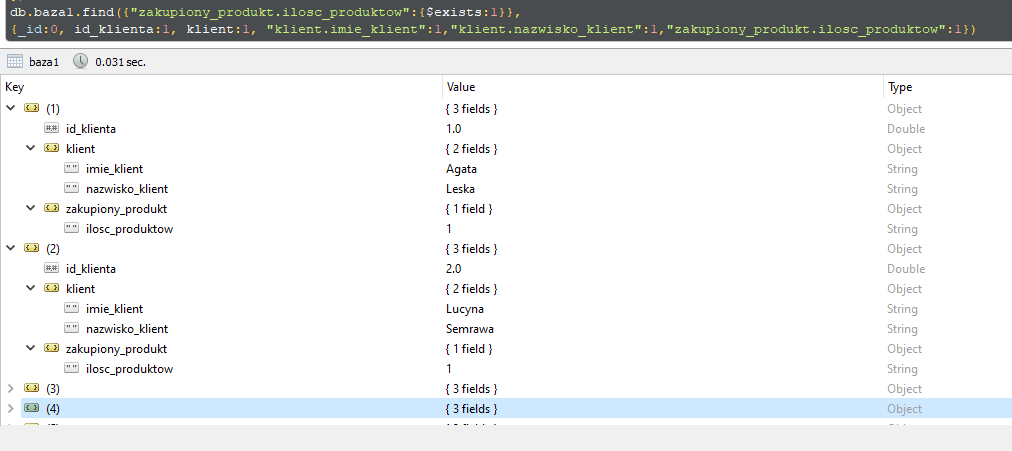 db.baza1.find({"zakupiony_produkt.ilosc_produktow":{$exists:1}},
{_id:0, id_klienta:1, klient:1, "klient.imie_klient":1,"klient.nazwisko_klient":1,"zakupiony_produkt.ilosc_produktow":1})
baza1 0.031 sec.
Key Value Type
(1) { 3 fields } Object
id_klienta 1.0 Double
klient { 2 fields } Object
imie_klient Agata String
nazwisko_klient Leska String
zakupiony_produkt { 1 field } Object
ilosc_produktow 1 String
(2) { 3 fields } Object
id_klienta 2.0 Double
klient { 2 fields } Object
imie_klient Lucyna String
nazwisko_klient Semrawa String
zakupiony_produkt { 1 field } Object
ilosc_produktow 1 String
(3) { 3 fields } Object
(4) { 3 fields } Object